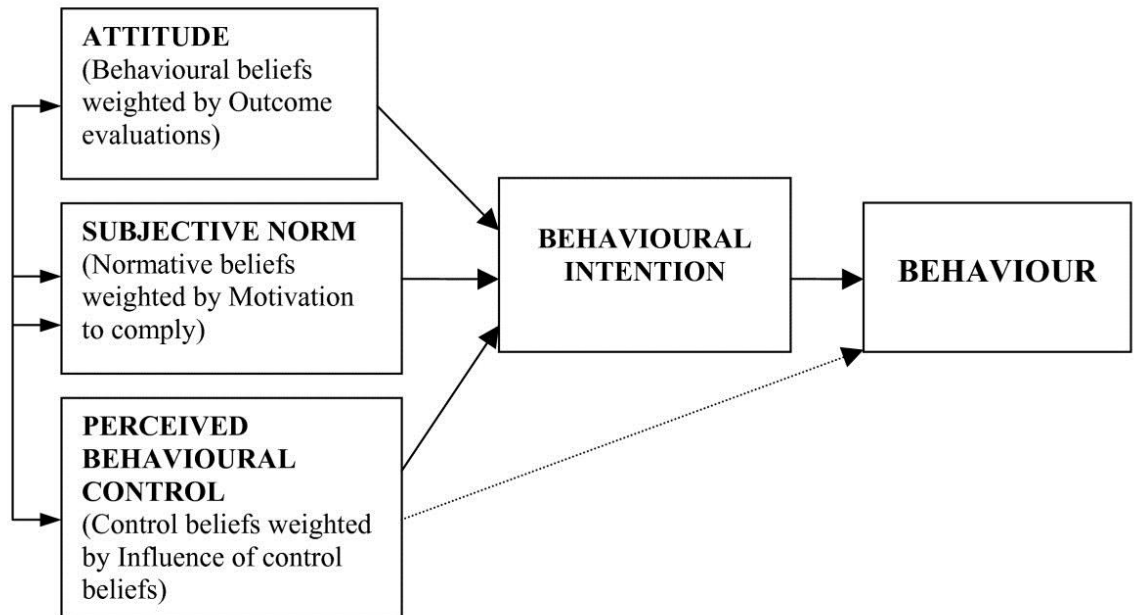 ATTITUDE
(Behavioural beliefs
weighted by Outcome
evaluations)
SUBJECTIVE NORM
(Normative beliefs
weighted by Motivation
to comply)
PERCEIVED
BEHAVIOURAL
CONTROL
(Control beliefs weighted
by Influence of control
beliefs)
BEHAVIOURAL
INTENTION
BEHAVIOUR